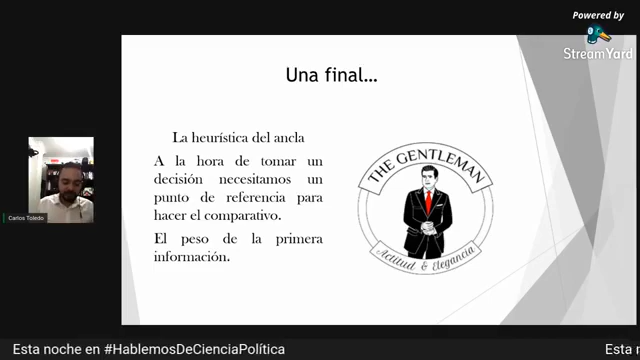 Powered by
StreamYard
Una final...
La heurística del ancla
A la hora de tomar un
decisión necesitamos un
punto de referencia para
hacer el comparativo.
El peso de la primera
información.
THE GENTLEMAN
Actitud & Elegancia
Carlos Toledo
Esta noche en #HablemosDeCienciaPolítica
Esta n